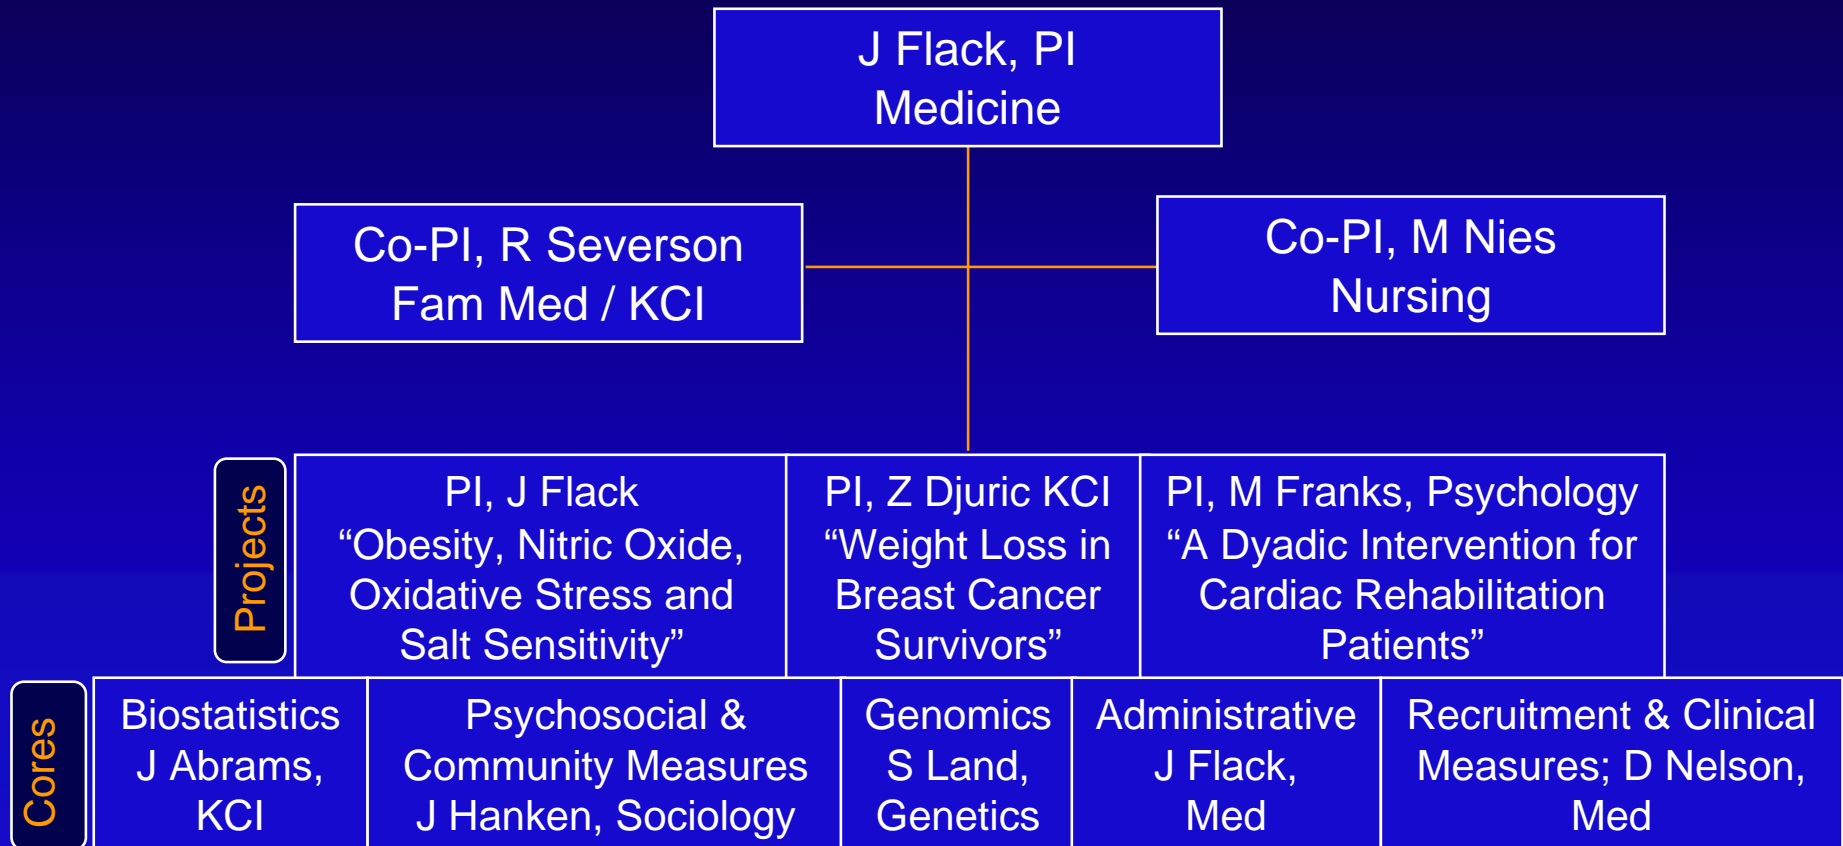 J Flack, PI
Medicine
Co-PI, R Severson
Fam Med / KCI
Co-PI, M Nies
Nursing
Projects
PI, J Flack
“Obesity, Nitric Oxide,
Oxidative Stress and
Salt Sensitivity”
PI, Z Djuric KCI
“Weight Loss in
Breast Cancer
Survivors”
PI, M Franks, Psychology
“A Dyadic Intervention for
Cardiac Rehabilitation
Patients”
Cores
Biostatistics
J Abrams,
KCI
Psychosocial &
Community Measures
J Hanken, Sociology
Genomics
S Land,
Genetics
Administrative
J Flack,
Med
Recruitment & Clinical
Measures; D Nelson,
Med